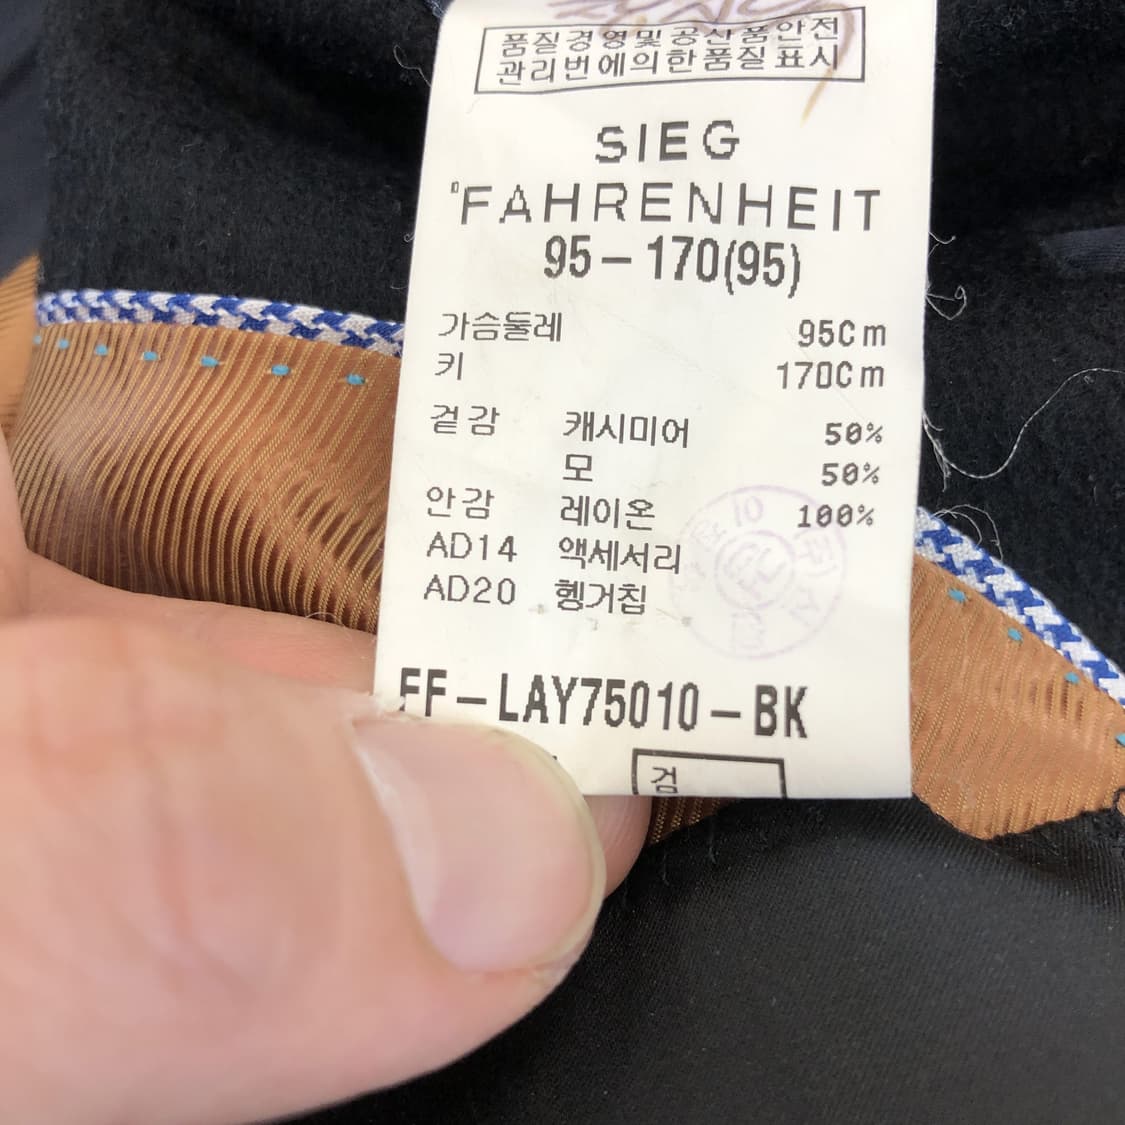 품질경영및공산품안전
관리법에의한품질표시
SIEG
°FAHRENHEIT
95-170(95)
가슴둘레 95Cm
키 170Cm
겉감 캐시미어 50%
모 50%
안감 레이온 100%
AD14 액세서리
AD20 행거칩
FF-LAY75010-BK
검